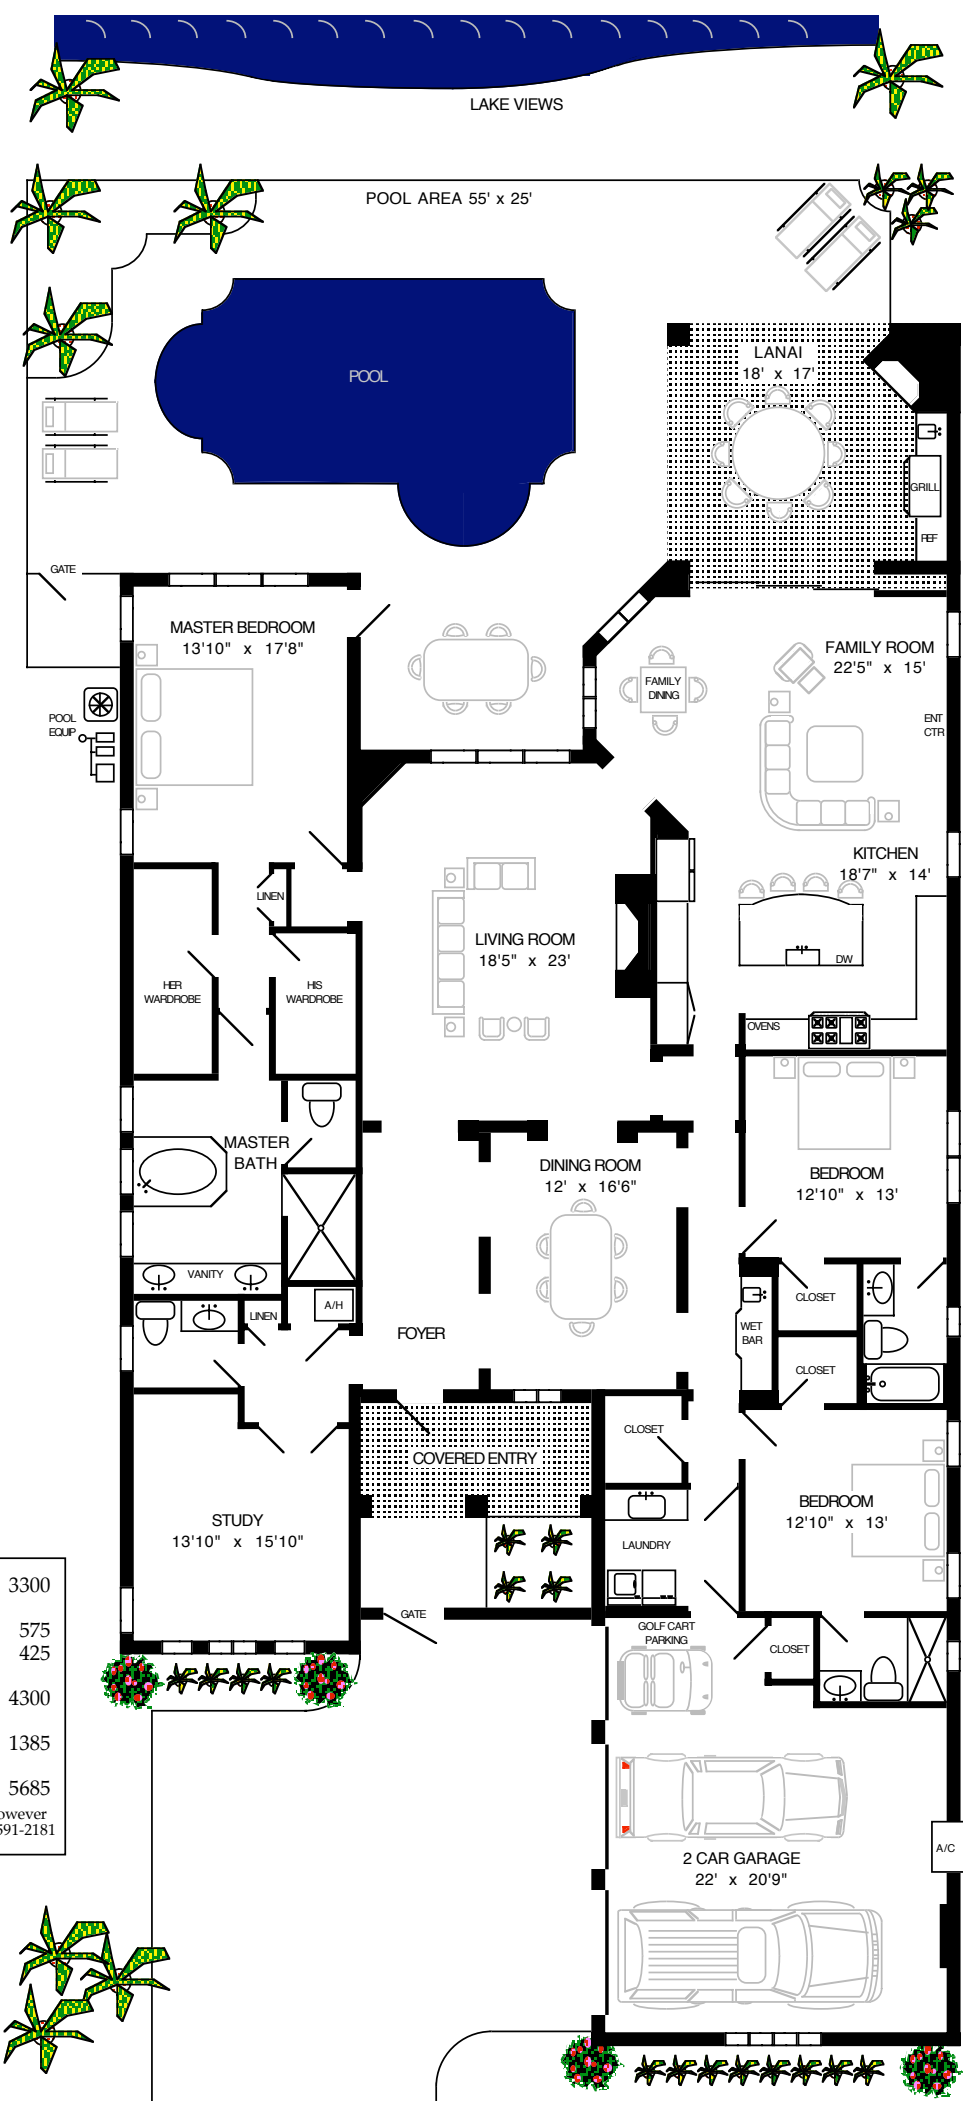 LAKE VIEWS
POOL AREA 55' x 25'
POOL
LANAI
18' x 17'
GRILL
REF
GATE
MASTER BEDROOM
13'10" x 17'8"
FAMILY ROOM
22'5" x 15'
FAMILY
DINING
POOL
EQUIP
ENT
CTR
KITCHEN
18'7" x 14'
LINEN
LIVING ROOM
18'5" x 23'
DW
HER
WARDROBE
HIS
WARDROBE
OVENS
MASTER
BATH
DINING ROOM
12' x 16'6"
BEDROOM
12'10" x 13'
VANITY
CLOSET
A/H
LINEN
FOYER
WET
BAR
CLOSET
CLOSET
COVERED ENTRY
BEDROOM
12'10" x 13'
STUDY
13'10" x 15'10"
LAUNDRY
3300
575
425
4300
1385
5685
owever
591-2181
GATE
GOLF CART
PARKING
CLOSET
2 CAR GARAGE
22' x 20'9"
A/C